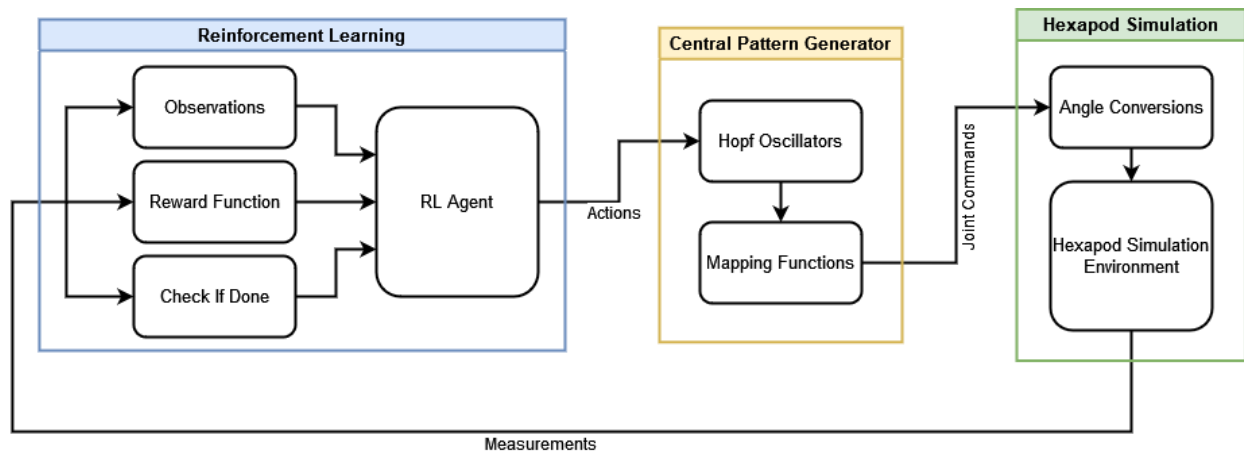 Reinforcement Learning
Observations
Reward Function
Check If Done
RL Agent
Actions
Central Pattern Generator
Hopf Oscillators
Mapping Functions
Joint Commands
Hexapod Simulation
Angle Conversions
Hexapod Simulation
Environment
Measurements